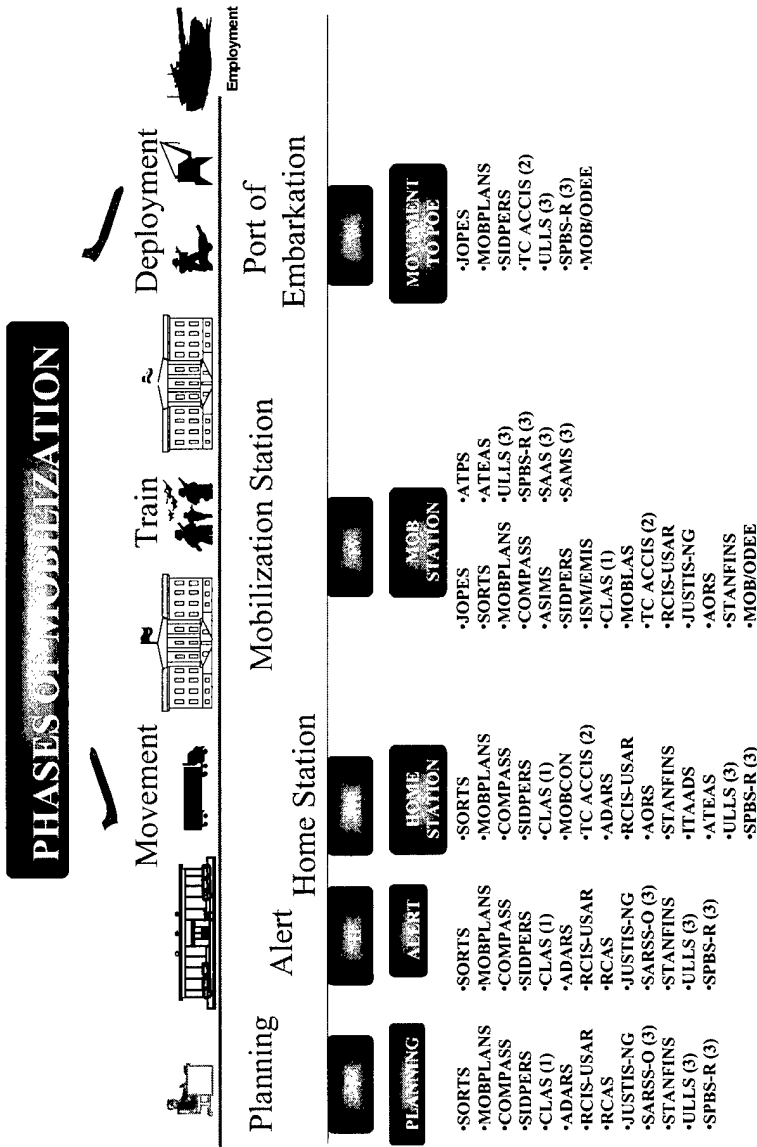 PHASES OF MOBILIZATION
Movement
Train
Deployment
Employment
Planning
Alert
Home Station
Mobilization Station
Port of
Embarkation
PLANNING
•SORTS
•MOBPLANS
•COMPASS
•SIDPERS
•CLAS (1)
•ADARS
•RCIS-USAR
•RCAS
•JUSTIS-NG
•SARSS-O (3)
•STANFINS
•ULLS (3)
•SPBS-R (3)
ALERT
•SORTS
•MOBPLANS
•COMPASS
•SIDPERS
•CLAS (1)
•ADARS
•RCIS-USAR
•RCAS
•JUSTIS-NG
•SARSS-O (3)
•STANFINS
•ULLS (3)
•SPBS-R (3)
HOME
STATION
•SORTS
•MOBPLANS
•COMPASS
•SIDPERS
•CLAS (1)
•MOBCON
•TC ACCIS (2)
•ADARS
•RCIS-USAR
•AORS
•STANFINS
•ITAADS
•ATEAS
•ULLS (3)
•SPBS-R (3)
MOB
STATION
•JOPES
•SORTS
•MOBPLANS
•COMPASS
•ASIMS
•SIDPERS
•ISM/EMIS
•CLAS (1)
•MOBLAS
•TC ACCIS (2)
•RCIS-USAR
•JUSTIS-NG
•AORS
•STANFINS
•MOB/ODEE
•ATPS
•ATEAS
•ULLS (3)
•SPBS-R (3)
•SAAS (3)
•SAMS (3)
MOVEMENT
TO POE
•JOPES
•MOBPLANS
•SIDPERS
•TC ACCIS (2)
•ULLS (3)
•SPBS-R (3)
•MOB/ODEE